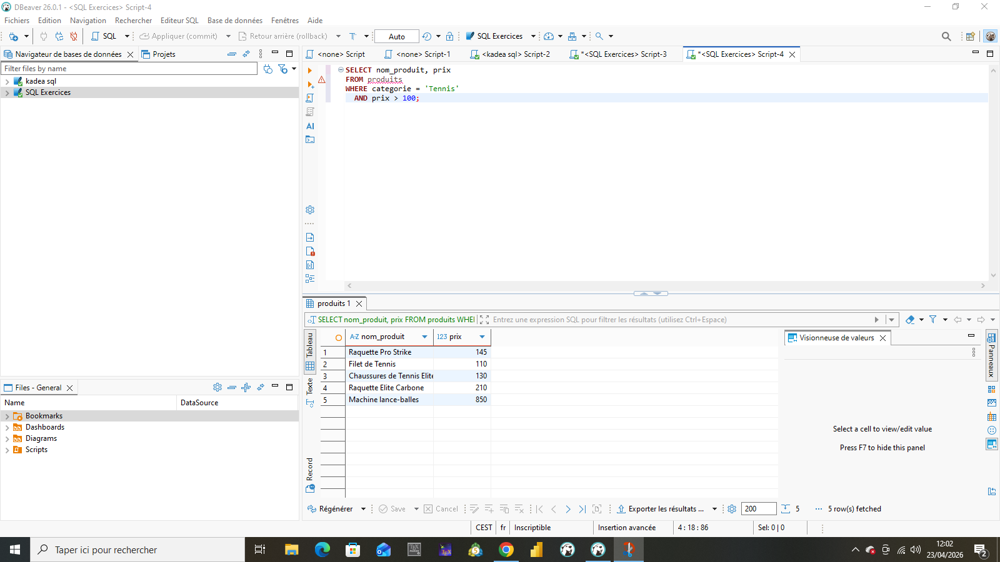 DBeaver 26.0.1 - <SQL Exercices> Script-4
Fichiers Edition Navigation Rechercher Editeur SQL Base de données Fenêtres Aide
SQL Appliquer (commit) Retour arrière (rollback) T Auto SQL Exercices
Navigateur de bases de données Projets
<none> Script <none> Script-1 <kadea sql> Script-2 *<SQL Exercices> Script-3 *<SQL Exercices> Script-4
Filter files by name
kadea sql
SQL Exercices
SELECT nom_produit, prix
FROM produits
WHERE categorie = 'Tennis'
AND prix > 100;
AI
produits 1
SELECT nom_produit, prix FROM produits WHE Entrez une expression SQL pour filtrer les résultats (utilisez Ctrl+Espace)
Tableau
Texte
Record
AZ nom_produit 123 prix
1 Raquette Pro Strike 145
2 Filet de Tennis 110
3 Chaussures de Tennis Elite 130
4 Raquette Elite Carbone 210
5 Machine lance-balles 850
Visionneuse de valeurs
Panneaux
Select a cell to view/edit value
Press F7 to hide this panel
Files - General
Name DataSource
Bookmarks
Dashboards
Diagrams
Scripts
Régénérer Save Cancel Exporter les résultats ... 200 5 ... 5 row(s) fetched
CEST fr Inscriptible Insertion avancée 4 : 18 : 86 Sel: 0 | 0
Taper ici pour rechercher
12:02
23/04/2026
2